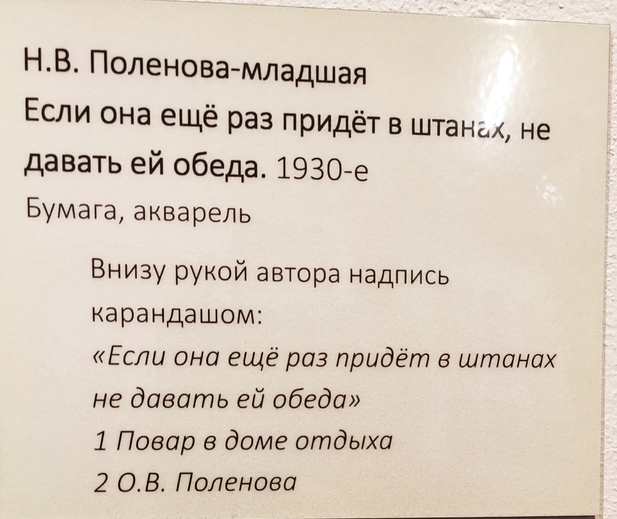 Н.В. Поленова-младшая
Если она ещё раз придёт в штанах, не
давать ей обеда. 1930-е
Бумага, акварель
Внизу рукой автора надпись
карандашом:
«Если она ещё раз придёт в штанах
не давать ей обеда»
1 Повар в доме отдыха
2 О.В. Поленова